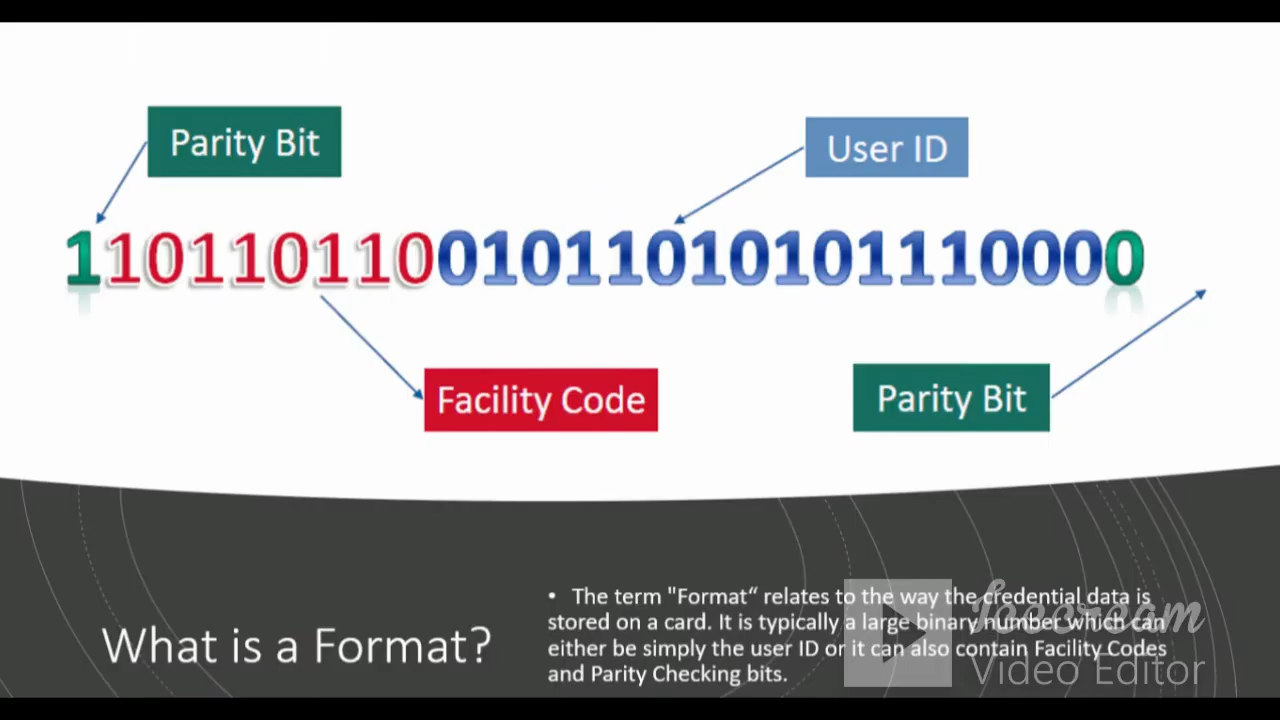 Parity Bit
User ID
11011011001011010101110000
Facility Code
Parity Bit
What is a Format?
• The term "Format“ relates to the way the credential data is
stored on a card. It is typically a large binary number which can
either be simply the user ID or it can also contain Facility Codes
and Parity Checking bits.
Icecream
Video Editor